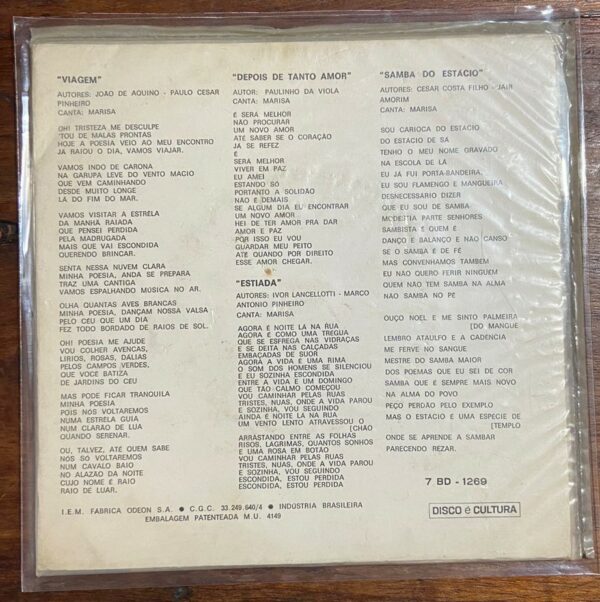 "VIAGEM"
AUTORES: JOÃO DE AQUINO - PAULO CESAR
PINHEIRO
CANTA: MARISA
OH! TRISTEZA ME DESCULPE
'TOU DE MALAS PRONTAS
HOJE A POESIA VEIO AO MEU ENCONTRO
JÁ RAIOU O DIA, VAMOS VIAJAR.
VAMOS INDO DE CARONA
NA GARUPA LEVE DO VENTO MACIO
QUE VEM CAMINHANDO
DESDE MUITO LONGE
LÁ DO FIM DO MAR.
VAMOS VISITAR A ESTRÊLA
DA MANHÃ RAIADA
QUE PENSEI PERDIDA
PELA MADRUGADA
MAIS QUE VAI ESCONDIDA
QUERENDO BRINCAR.
SENTA NESSA NUVEM CLARA
MINHA POESIA, ANDA SE PREPARA
TRAZ UMA CANTIGA
VAMOS ESPALHANDO MÚSICA NO AR.
OLHA QUANTAS AVES BRANCAS
MINHA POESIA, DANÇAM NOSSA VALSA
PELO CÉU QUE UM DIA
FEZ TODO BORDADO DE RAIOS DE SOL.
OH! POESIA ME AJUDE
VOU COLHER AVENCAS,
LÍRIOS, ROSAS, DÁLIAS
PELOS CAMPOS VERDES,
QUE VOCÊ BATIZA
DE JARDINS DO CÉU
MAS PODE FICAR TRANQUILA
MINHA POESIA
POIS NÓS VOLTAREMOS
NUMA ESTRELA GUIA
NUM CLARÃO DE LUA
QUANDO SERENAR.
OU, TALVEZ, ATÉ QUEM SABE
NÓS SÓ VOLTAREMOS
NUM CAVALO BAIO
NO ALAZÃO DA NOITE
CUJO NOME É RAIO
RAIO DE LUAR.
"DEPOIS DE TANTO AMOR"
AUTOR: PAULINHO DA VIOLA
CANTA: MARISA
É SERÁ MELHOR
NÃO PROCURAR
UM NOVO AMOR
ATÉ SABER SE O CORAÇÃO
JÁ SE REFEZ
É
SERÁ MELHOR
VIVER EM PAZ
EU AMEI
ESTANDO SÓ
PORTANTO A SOLIDÃO
NÃO É DEMAIS
SE ALGUM DIA EU ENCONTRAR
UM NOVO AMOR
HEI DE TER AMOR PRA DAR
AMOR E PAZ
POR ISSO EU VOU
GUARDAR MEU PEITO
ATÉ QUANDO POR DIREITO
ESSE AMOR CHEGAR.
"ESTIADA"
AUTORES: IVOR LANCELLOTTI - MARCO
ANTONIO PINHEIRO
CANTA: MARISA
AGORA É NOITE LÁ NA RUA
AGORA É COMO UMA TRÉGUA
QUE SE ESFREGA NAS VIDRAÇAS
E SE DEITA NAS CALÇADAS
EMBAÇADAS DE SUOR
AGORA A VIDA É UMA RIMA
O SOM DOS HOMENS SE SILENCIOU
E EU SOZINHA ESCONDIDA
ENTRE A VIDA E UM DOMINGO
QUE TÃO CALMO COMEÇOU
VOU CAMINHAR PELAS RUAS
TRISTES, NUAS, ONDE A VIDA PAROU
E SOZINHA, VOU SEGUINDO
AINDA É NOITE LÁ NA RUA
UM VENTO LENTO ATRAVESSOU O
[CHÃO
ARRASTANDO ENTRE AS FOLHAS
RISOS, LÁGRIMAS, QUANTOS SONHOS
E UMA ROSA EM BOTÃO
VOU CAMINHAR PELAS RUAS
TRISTES, NUAS, ONDE A VIDA PAROU
E SOZINHA, VOU SEGUINDO
ESCONDIDA, ESTOU PERDIDA
ESCONDIDA, ESTOU PERDIDA
"SAMBA DO ESTÁCIO"
AUTORES: CESAR COSTA FILHO - JAIR
AMORIM
CANTA: MARISA
SOU CARIOCA DO ESTÁCIO
DO ESTÁCIO DE SÁ
TENHO O MEU NOME GRAVADO
NA ESCOLA DE LÁ
EU JÁ FUI PORTA-BANDEIRA,
EU SOU FLAMENGO E MANGUEIRA
DESNECESSÁRIO DIZER
QUE EU SOU DE SAMBA
MODÉSTIA PARTE SENHORES
SAMBISTA É QUEM É
DANÇO E BALANÇO E NÃO CANSO
SE O SAMBA É DE FÉ
MAS CONVENHAMOS TAMBÉM
EU NÃO QUERO FERIR NINGUÉM
QUEM NÃO TEM SAMBA NA ALMA
NÃO SAMBA NO PÉ
OUÇO NOEL E ME SINTO PALMEIRA
[DO MANGUE
LEMBRO ATAULFO E A CADÊNCIA
ME FERVE NO SANGUE
MESTRE DO SAMBA MAIOR
DOS POEMAS QUE EU SEI DE COR
SAMBA QUE É SEMPRE MAIS NOVO
NA ALMA DO POVO
PEÇO PERDÃO PELO EXEMPLO
MAS O ESTÁCIO É UMA ESPÉCIE DE
[TEMPLO
ONDE SE APRENDE A SAMBAR
PARECENDO REZAR.
7 BD - 1269
I.E.M. FÁBRICA ODEON S.A. • C.G.C. 33.249.640/4 • INDÚSTRIA BRASILEIRA
EMBALAGEM PATENTEADA M.U. 4149
DISCO é CULTURA